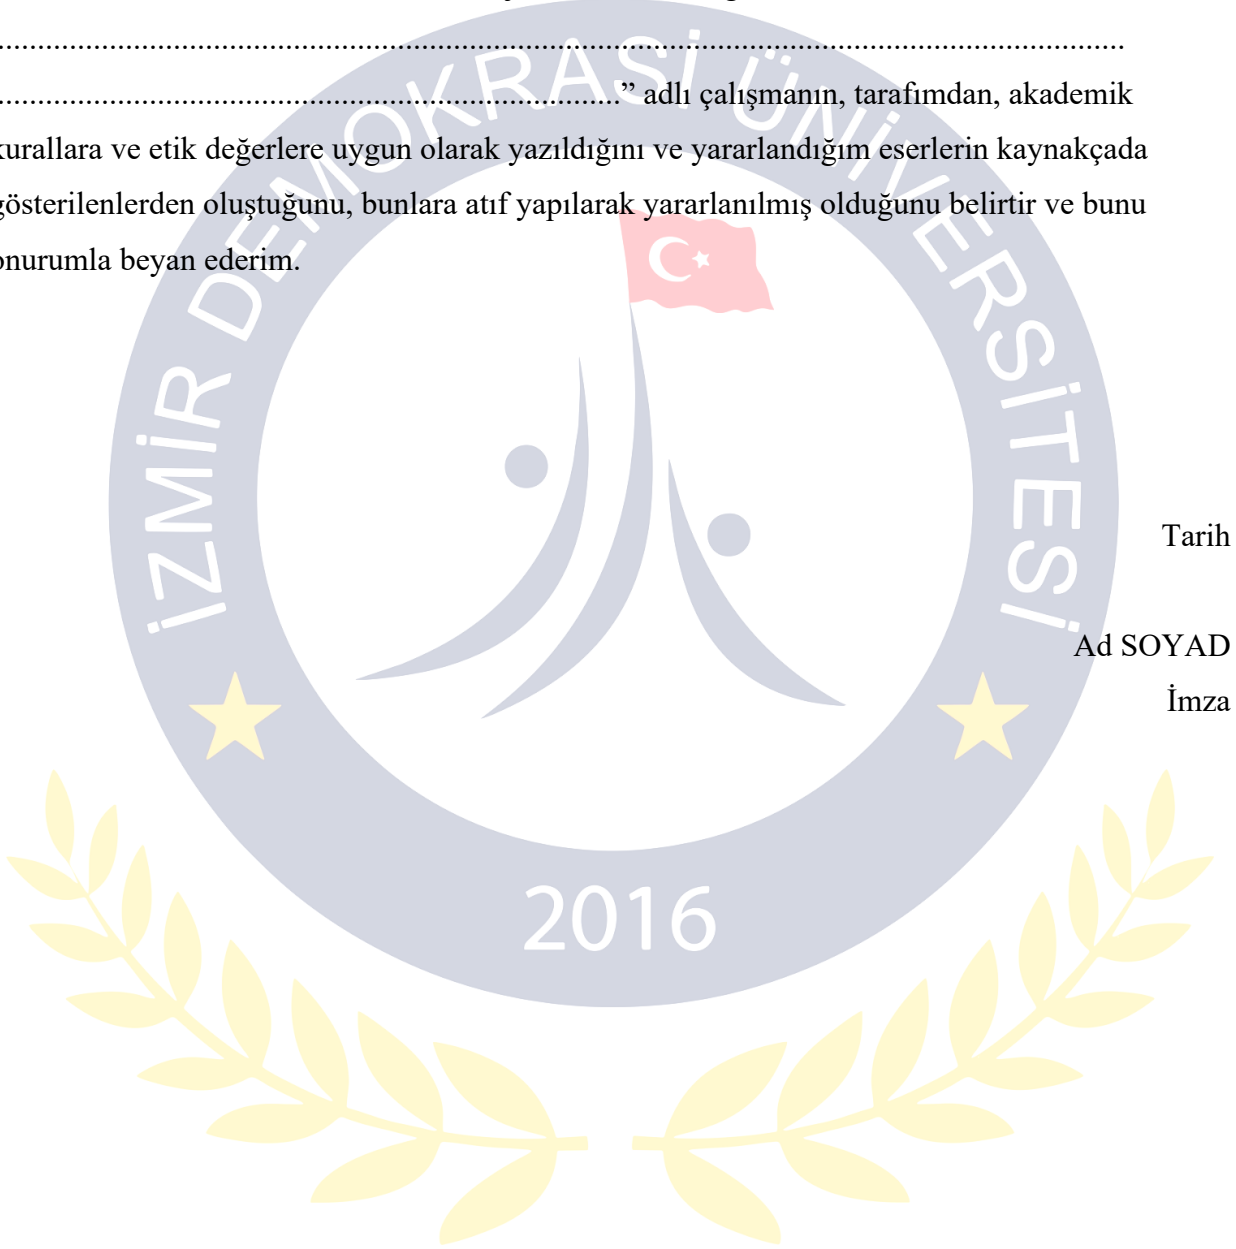 ................................................................................................................................................
...............................................................................” adlı çalışmanın, tarafımdan, akademik
kurallara ve etik değerlere uygun olarak yazıldığını ve yararlandığım eserlerin kaynakçada
gösterilenlerden oluştuğunu, bunlara atıf yapılarak yararlanılmış olduğunu belirtir ve bunu
onurumla beyan ederim.
Tarih
Ad SOYAD
İmza
İZMİR DEMOKRASİ ÜNİVERSİTESİ
2016